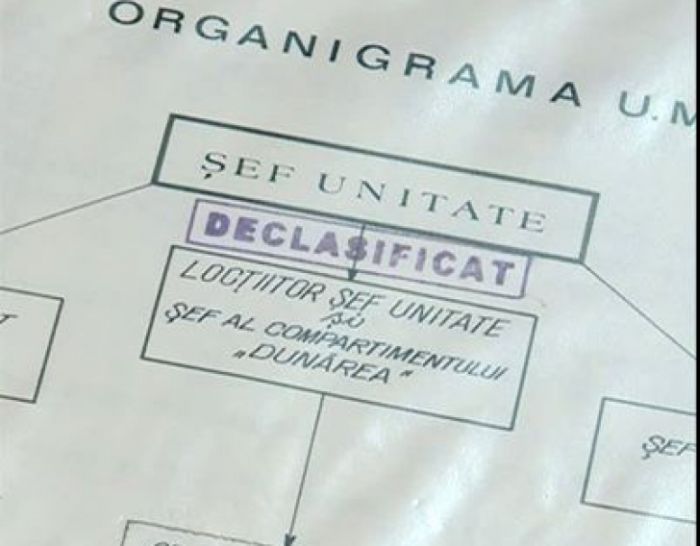 ORGANIGRAMA U.M
ŞEF UNITATE
DECLASIFICAT
LOCŢIITOR ŞEF UNITATE
ŞI
ŞEF AL COMPARTIMENTULUI
„DUNĂREA"
T
ŞEF